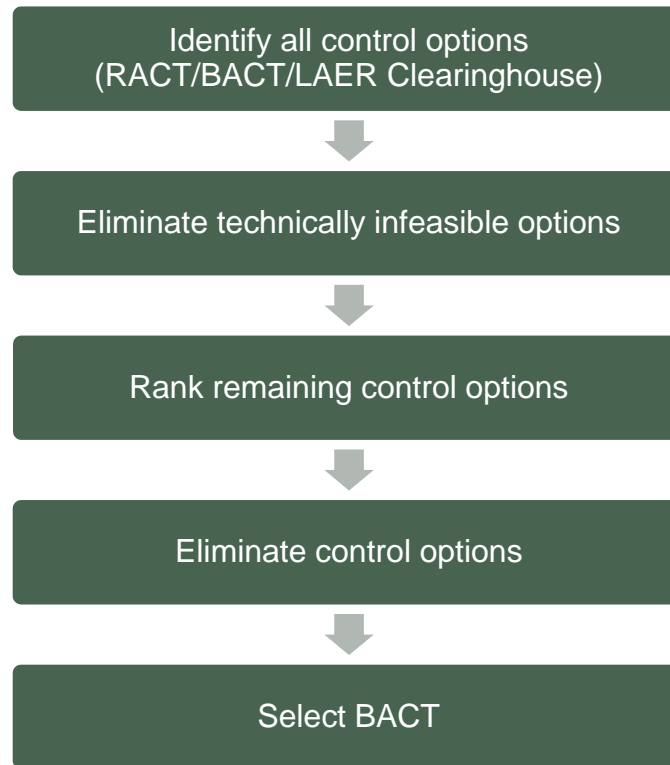 Identify all control options
(RACT/BACT/LAER Clearinghouse)
Eliminate technically infeasible options
Rank remaining control options
Eliminate control options
Select BACT